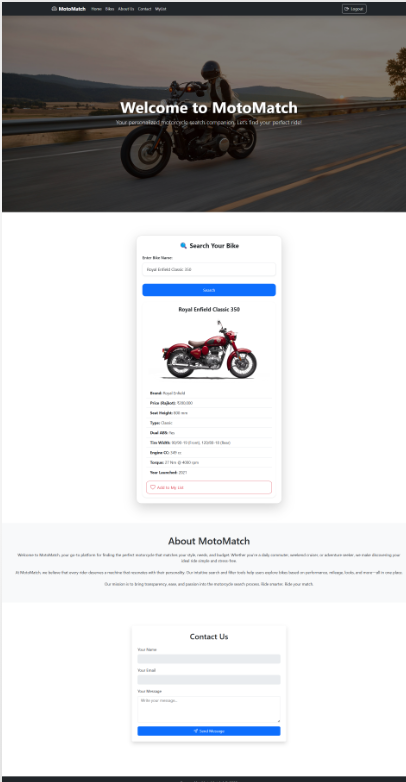 MotoMatch Home Bikes About Us Contact MyList Logout
Welcome to MotoMatch
Your personalized motorcycle search companion. Let's find your perfect ride!
Search Your Bike
Enter Bike Name:
Royal Enfield Classic 350
Search
Royal Enfield Classic 350
Brand: Royal Enfield
Price (Rajkot):
Seat Height: mm
Type: Classic
Dual ABS: Yes
Tire Width:
Engine CC: 349 cc
Torque: 27 Nm @ 4000 rpm
Year Launched: 2021
Add to My List
About MotoMatch
Welcome to MotoMatch, your go-to platform for finding the perfect motorcycle that matches your style, needs, and budget. Whether you're a daily commuter, weekend cruiser, or adventure seeker, we make discovering your
ideal ride simple and stress-free.
At MotoMatch, we believe that every rider deserves a machine that resonates with their personality. Our intuitive search and filter tools help you explore bikes based on performance, mileage, looks, and more—all in one place.
Our mission is to bring transparency, ease, and passion into the motorcycle search process. Ride smarter. Ride your match.
Contact Us
Your Name
Your Email
Your Message
Write your message...
Send Message